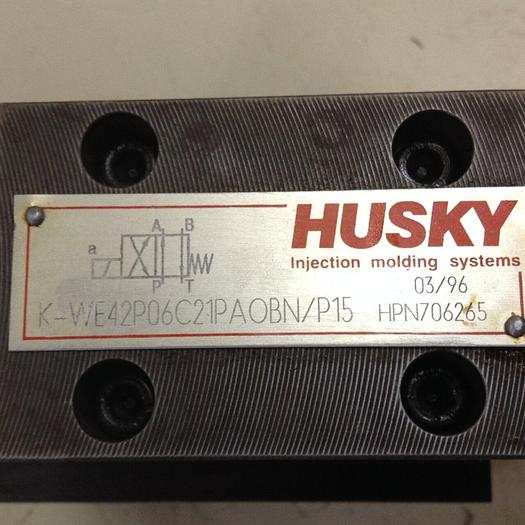 HUSKY
Injection molding systems
a A B
P T
03/96
K-WE42P06C21PAOBN/P15 HPN706265